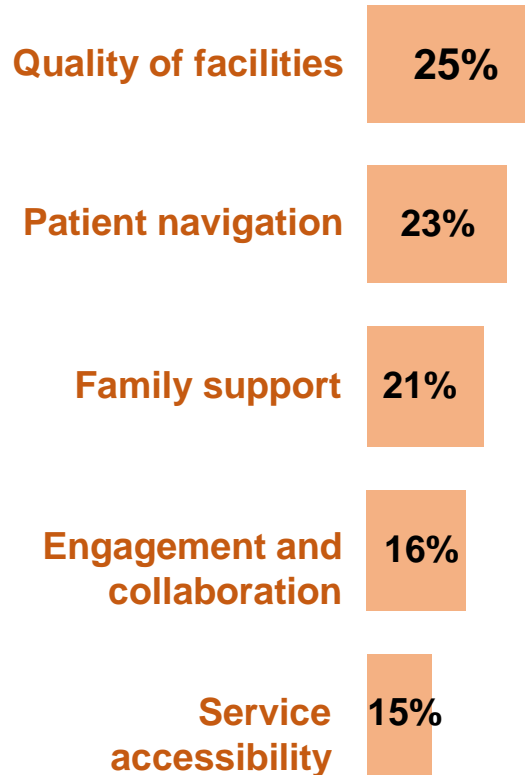 Quality of facilities 25%
Patient navigation 23%
Family support 21%
Engagement and
collaboration 16%
Service
accessibility 15%